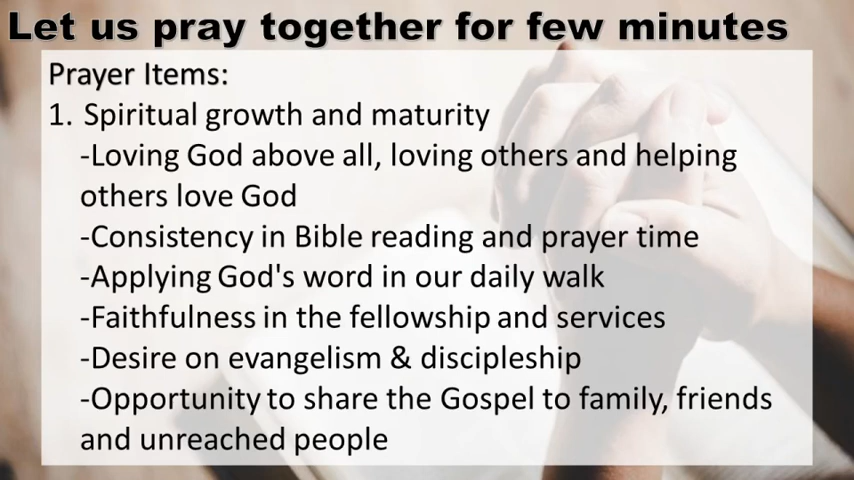 Let us pray together for few minutes
Prayer Items:
1. Spiritual growth and maturity
-Loving God above all, loving others and helping
others love God
-Consistency in Bible reading and prayer time
-Applying God's word in our daily walk
-Faithfulness in the fellowship and services
-Desire on evangelism & discipleship
-Opportunity to share the Gospel to family, friends
and unreached people